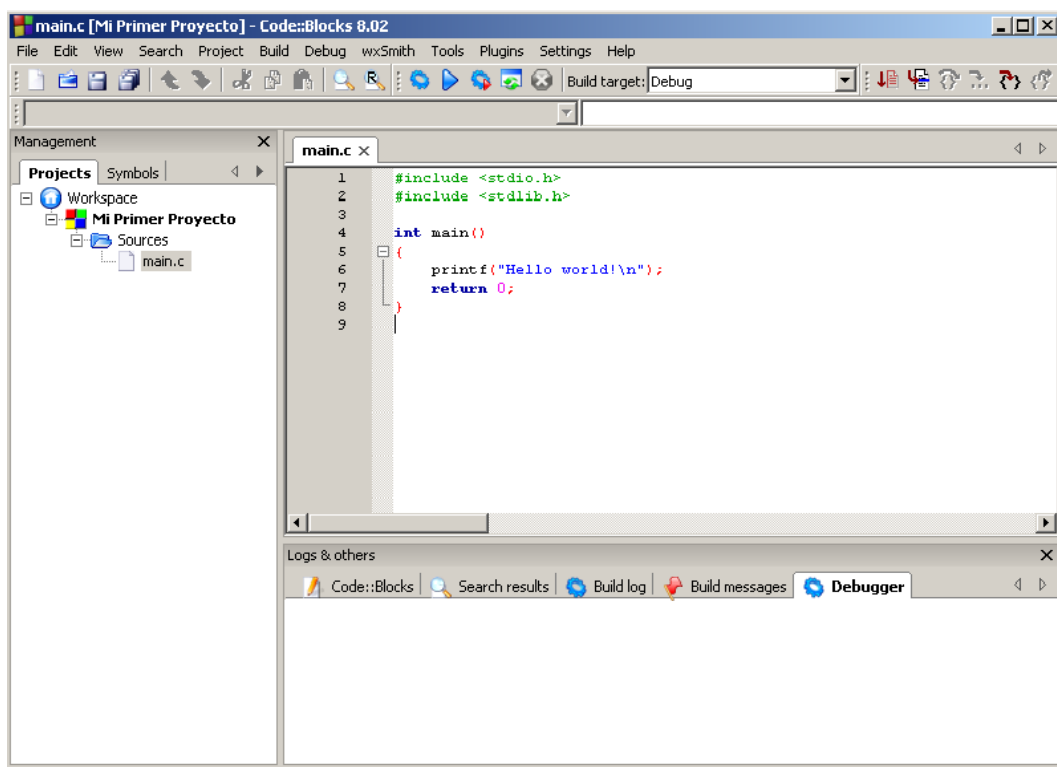 main.c [Mi Primer Proyecto] - Code::Blocks 8.02
File Edit View Search Project Build Debug wxSmith Tools Plugins Settings Help
Build target: Debug
Management
Projects Symbols
Workspace
Mi Primer Proyecto
Sources
main.c
main.c
1 #include <stdio.h>
2 #include <stdlib.h>
3
4 int main()
5 {
6 printf("Hello world!\n");
7 return 0;
8 }
9
Logs & others
Code::Blocks Search results Build log Build messages Debugger